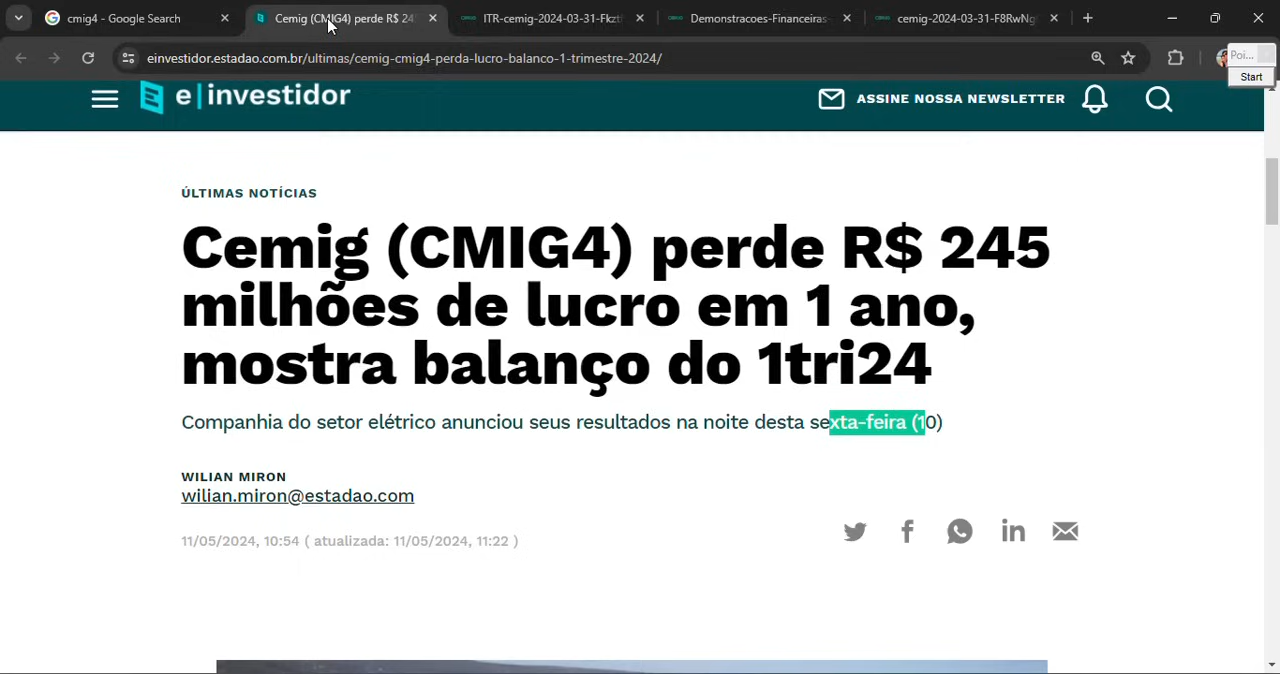 cmig4 - Google Search
Cemig (CMIG4) perde R$ 24
ITR-cemig-2024-03-31-Fkzt
Demonstracoes-Financeiras-
cemig-2024-03-31-F8RwNg
einvestidor.estadao.com.br/ultimas/cemig-cmig4-perda-lucro-balanco-1-trimestre-2024/
Poi...
Start
e|investidor
ASSINE NOSSA NEWSLETTER
ÚLTIMAS NOTÍCIAS
Cemig (CMIG4) perde R$ 245
milhões de lucro em 1 ano,
mostra balanço do 1tri24
Companhia do setor elétrico anunciou seus resultados na noite desta sexta-feira (10)
WILIAN MIRON
wilian.miron@estadao.com
11/05/2024, 10:54 ( atualizada: 11/05/2024, 11:22 )